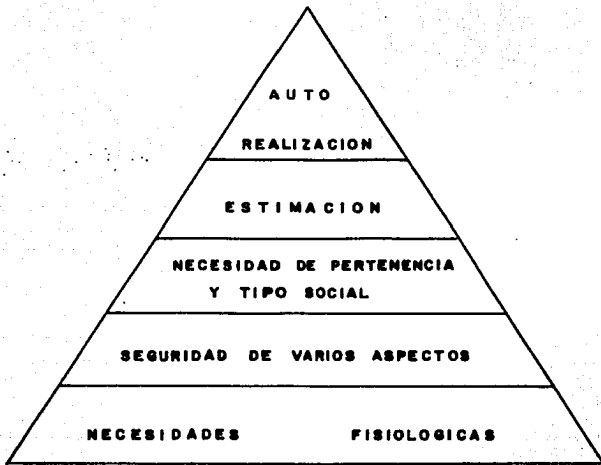 AUTO
REALIZACION
ESTIMACION
NECESIDAD DE PERTENENCIA
Y TIPO SOCIAL
SEGURIDAD DE VARIOS ASPECTOS
NECESIDADES FISIOLOGICAS